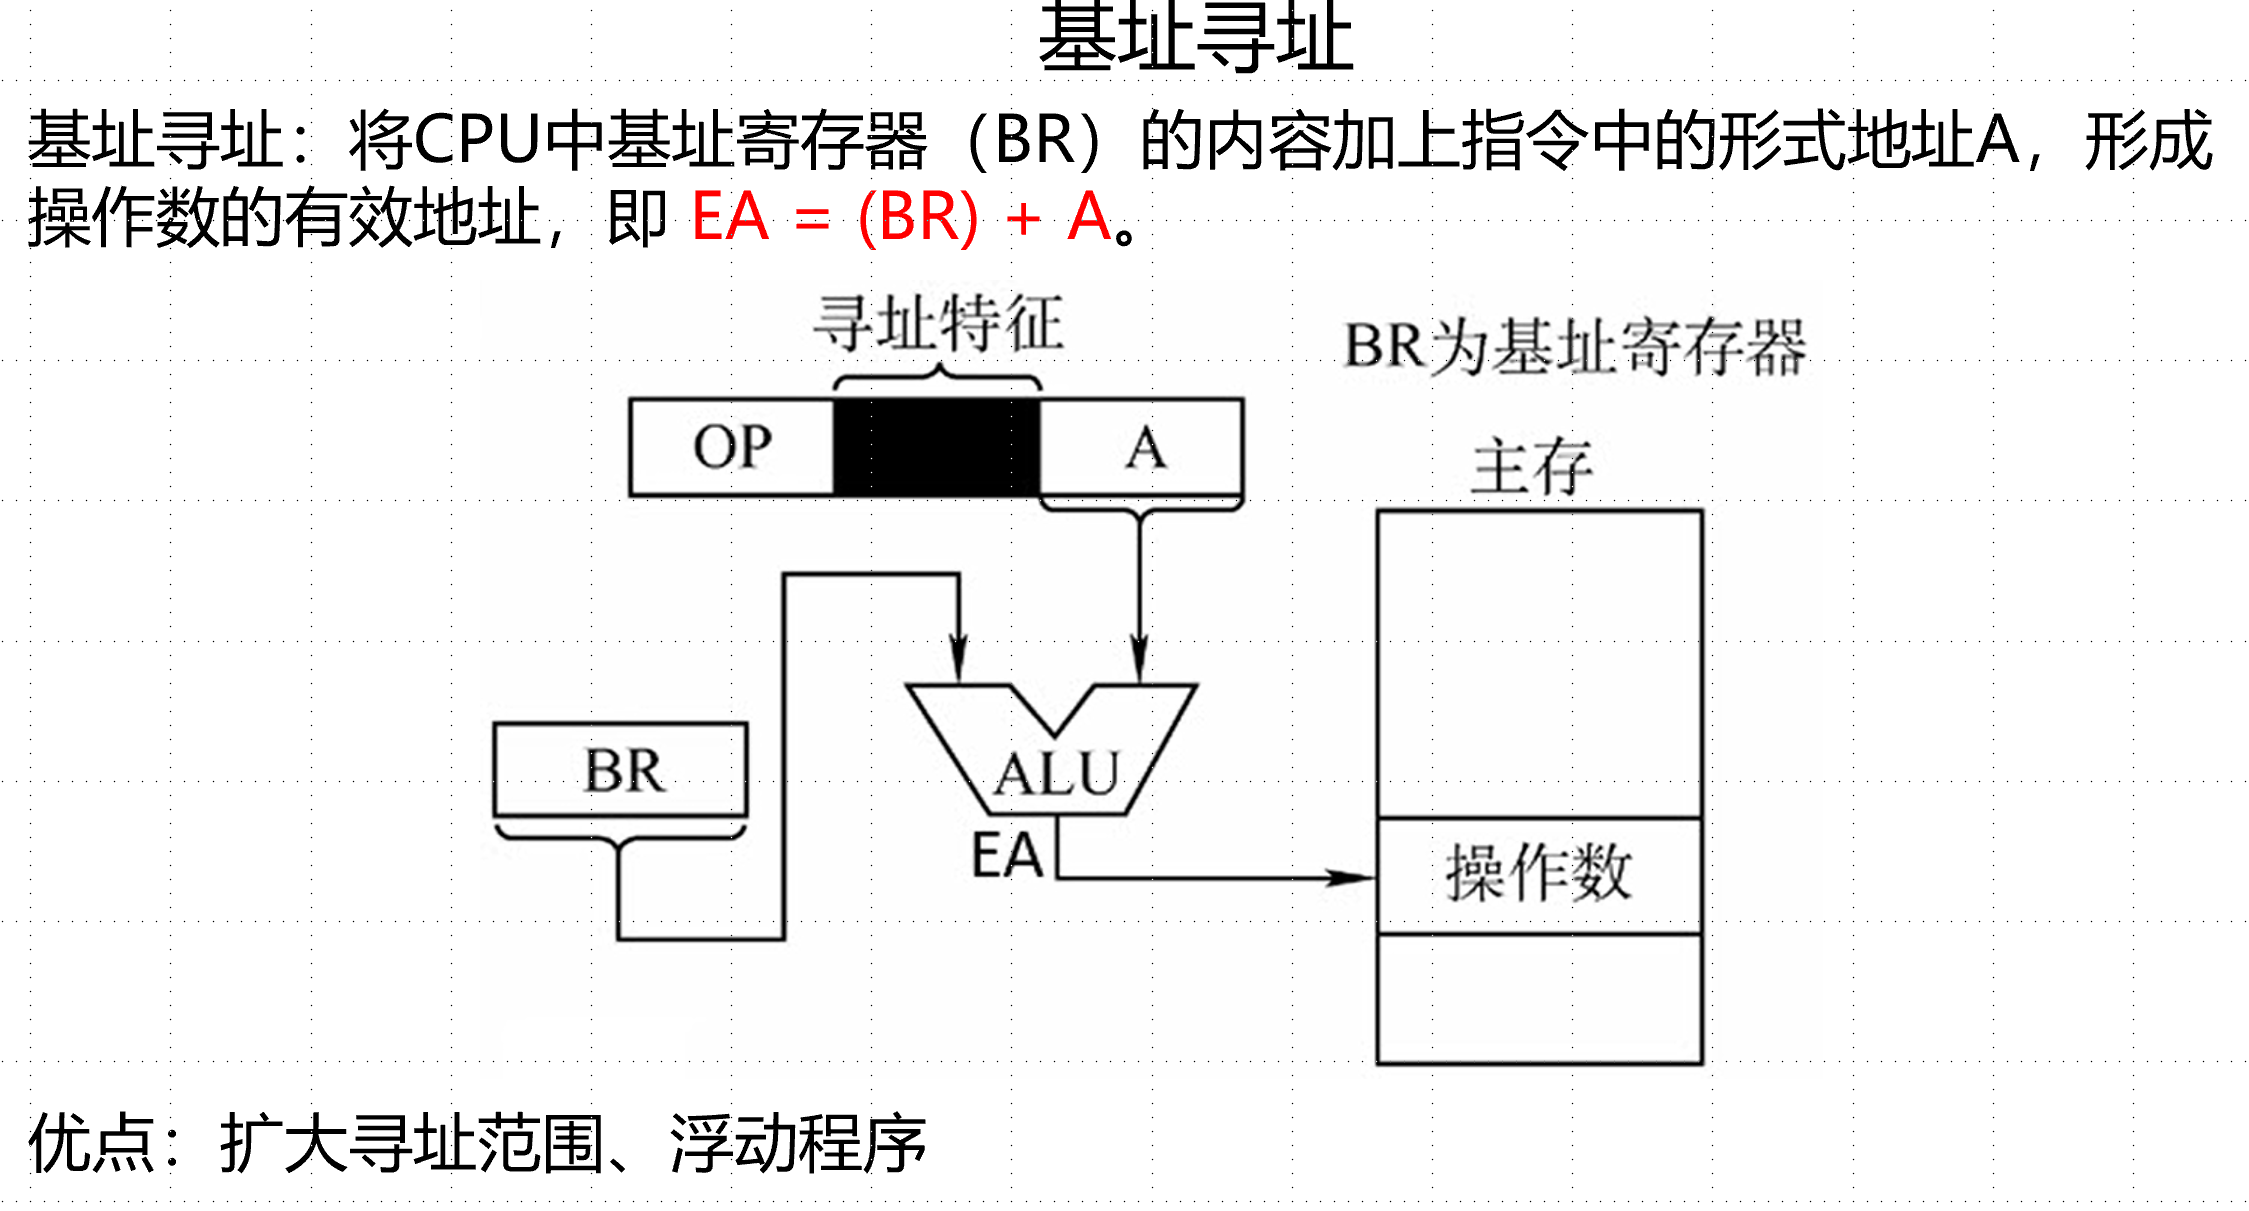 基址寻址
基址寻址：将CPU中基址寄存器（BR）的内容加上指令中的形式地址A，形成
操作数的有效地址，即 EA = (BR) + A。
寻址特征
BR为基址寄存器
OP
A
主存
BR
ALU
EA
操作数
优点：扩大寻址范围、浮动程序